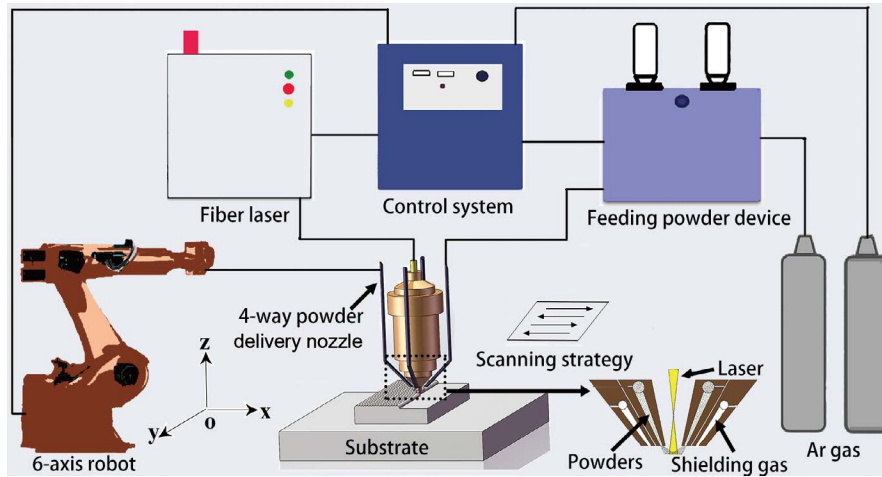 Fiber laser
Control system
Feeding powder device
4-way powder
delivery nozzle
Scanning strategy
Laser
z
x
y
o
Substrate
Powders
Shielding gas
Ar gas
6-axis robot